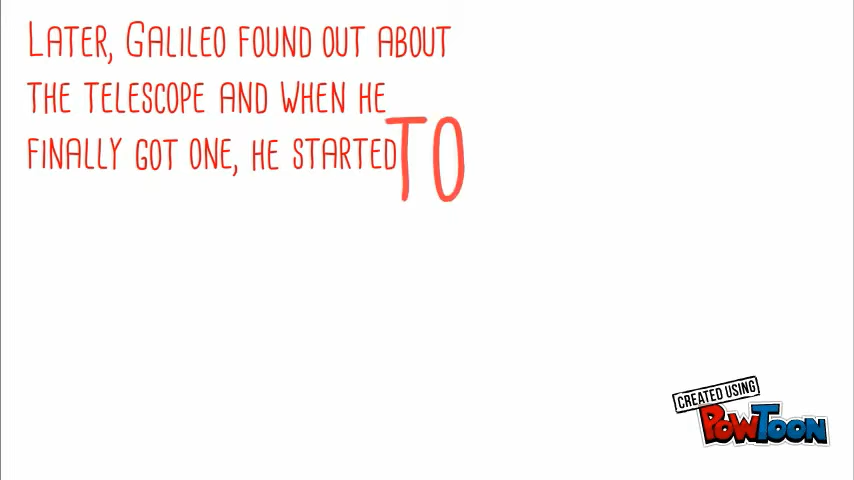 Later, Galileo found out about
the telescope and when he
finally got one, he started to
CREATED USING
POWTOON